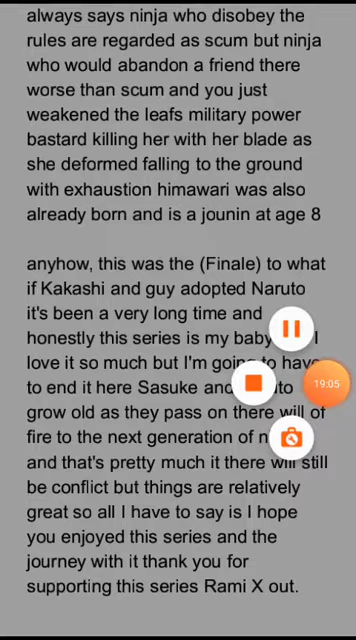 always says ninja who disobey the
rules are regarded as scum but ninja
who would abandon a friend there
worse than scum and you just
weakened the leafs military power
bastard killing her with her blade as
she deformed falling to the ground
with exhaustion himawari was also
already born and is a jounin at age 8
anyhow, this was the (Finale) to what
if Kakashi and guy adopted Naruto
it's been a very long time and
honestly this series is my baby I
love it so much but I'm going to have
to end it here Sasuke and
grow old as they pass on there will of
fire to the next generation of
and that's pretty much it there will still
be conflict but things are relatively
great so all I have to say is I hope
you enjoyed this series and the
journey with it thank you for
supporting this series Rami X out.
19:05